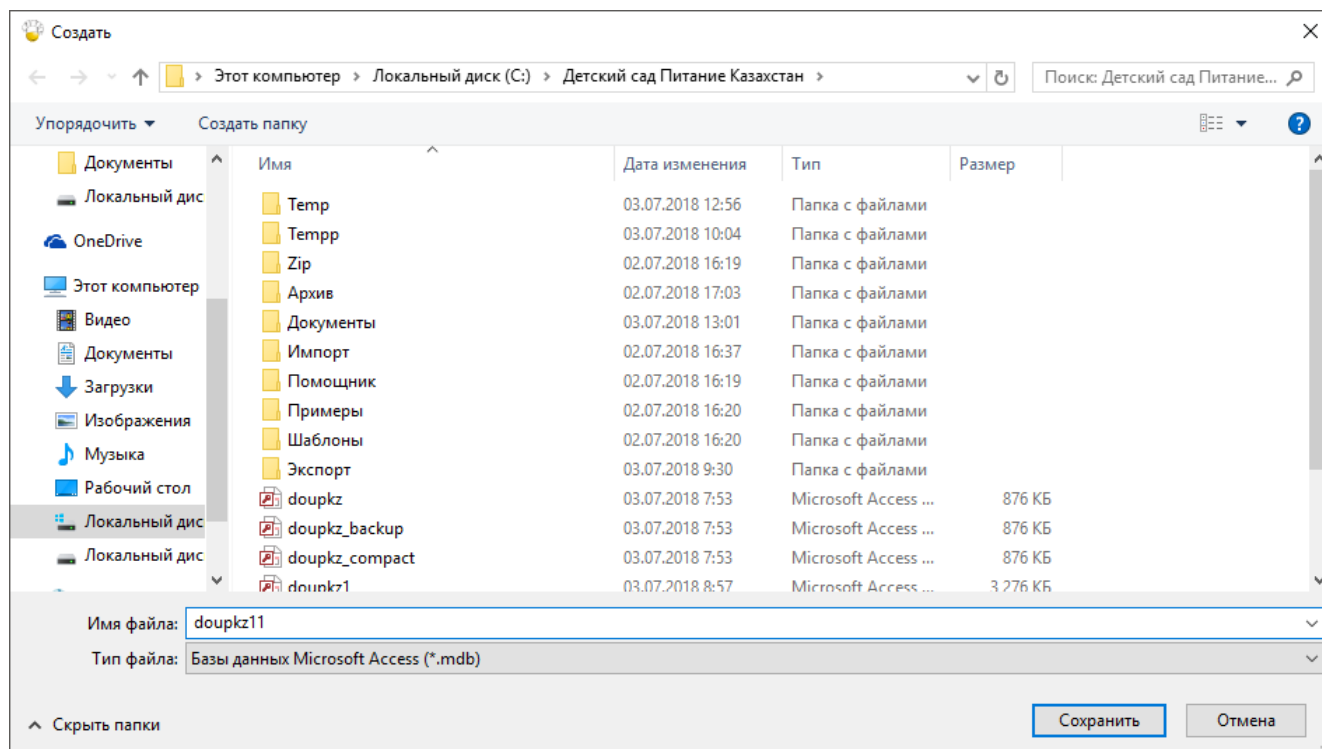 Создать
Этот компьютер > Локальный диск (C:) > Детский сад Питание Казахстан >
Поиск: Детский сад Питание...
Упорядочить
Создать папку
Имя
Дата изменения
Тип
Размер
Документы
Локальный дис
OneDrive
Этот компьютер
Видео
Документы
Загрузки
Изображения
Музыка
Рабочий стол
Локальный дис
Локальный дис
Temp 03.07.2018 12:56 Папка с файлами
Tempp 03.07.2018 10:04 Папка с файлами
Zip 02.07.2018 16:19 Папка с файлами
Архив 02.07.2018 17:03 Папка с файлами
Документы 03.07.2018 13:01 Папка с файлами
Импорт 02.07.2018 16:37 Папка с файлами
Помощник 02.07.2018 16:19 Папка с файлами
Примеры 02.07.2018 16:20 Папка с файлами
Шаблоны 02.07.2018 16:20 Папка с файлами
Экспорт 03.07.2018 9:30 Папка с файлами
doupkz 03.07.2018 7:53 Microsoft Access ... 876 КБ
doupkz_backup 03.07.2018 7:53 Microsoft Access ... 876 КБ
doupkz_compact 03.07.2018 7:53 Microsoft Access ... 876 КБ
doupkz1 03.07.2018 8:57 Microsoft Access ... 3 276 КБ
Имя файла: doupkz11
Тип файла: Базы данных Microsoft Access (*.mdb)
Скрыть папки
Сохранить
Отмена